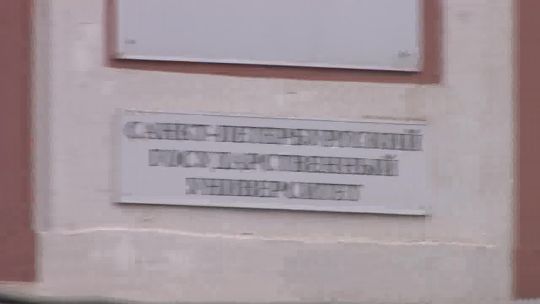 САНКТ-ПЕТЕРБУРГСКИЙ
ГОСУДАРСТВЕННЫЙ
УНИВЕРСИТЕТ